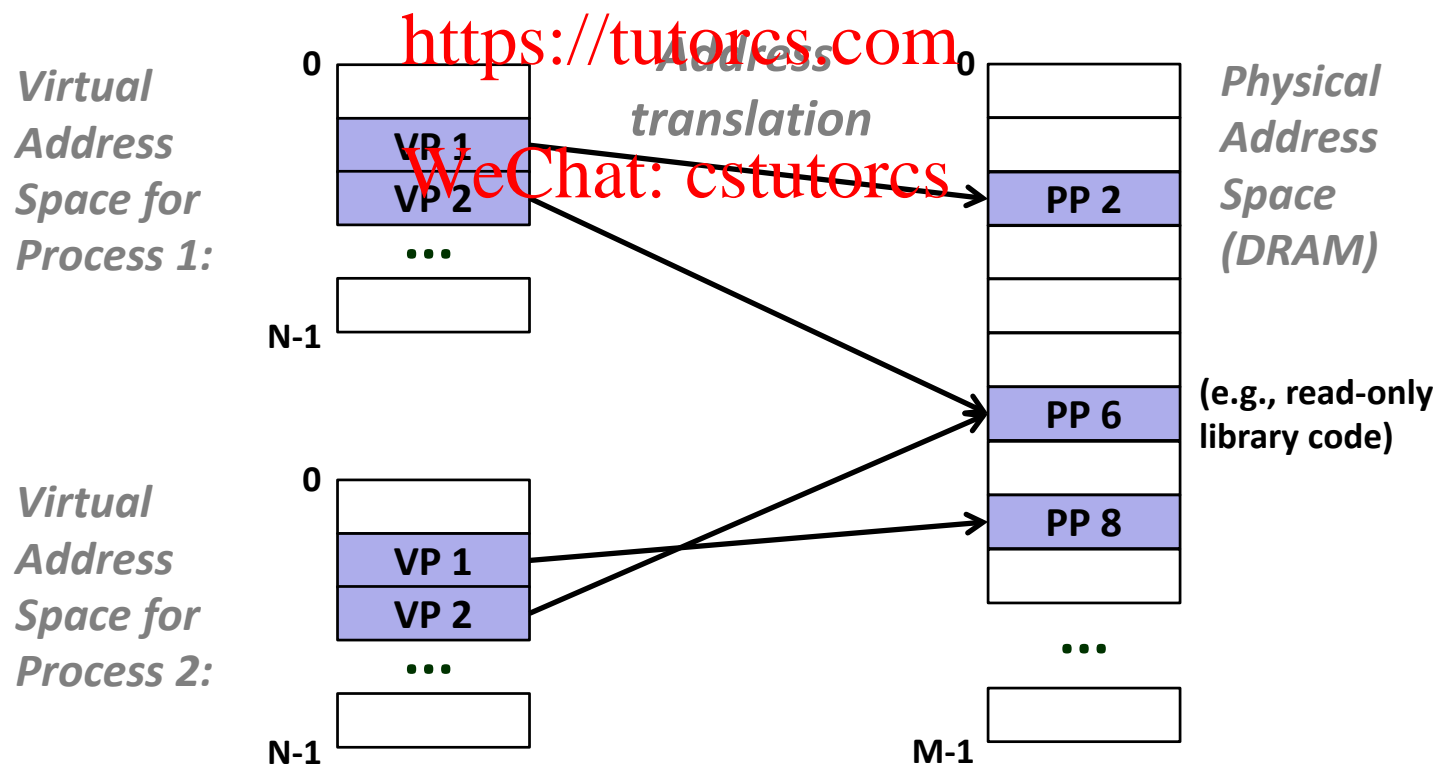 https://tutorcs.com
WeChat: cstutorcs
Address
translation
Virtual
Address
Space for
Process 1:
0
VP 1
VP 2
...
N-1
0
PP 2
PP 6
PP 8
...
M-1
Physical
Address
Space
(DRAM)
(e.g., read-only
library code)
Virtual
Address
Space for
Process 2:
0
VP 1
VP 2
...
N-1